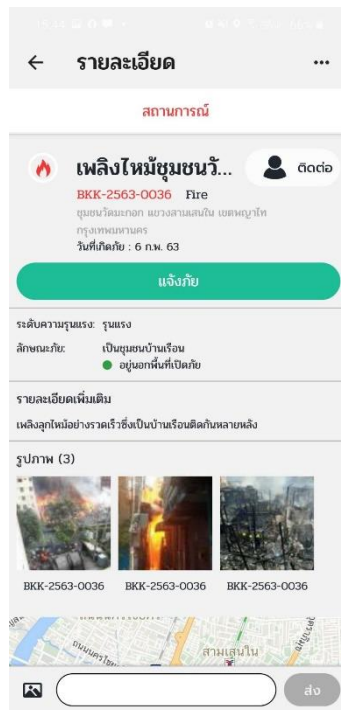 รายละเอียด
สถานการณ์
เพลิงไหม้ชุมชนวั...
ติดต่อ
BKK-2563-0036 Fire
ชุมชนวัดมะกอก แขวงสามเสนใน เขตพญาไท
กรุงเทพมหานคร
วันที่เกิดภัย : 6 ก.พ. 63
แจ้งภัย
ระดับความรุนแรง: รุนแรง
ลักษณะภัย: เป็นชุมชนบ้านเรือน
อยู่นอกพื้นที่เปิดภัย
รายละเอียดเพิ่มเติม
เพลิงลุกไหม้อย่างรวดเร็วซึ่งเป็นบ้านเรือนติดกันหลายหลัง
รูปภาพ (3)
BKK-2563-0036 BKK-2563-0036 BKK-2563-0036
สามเสนใน
ส่ง